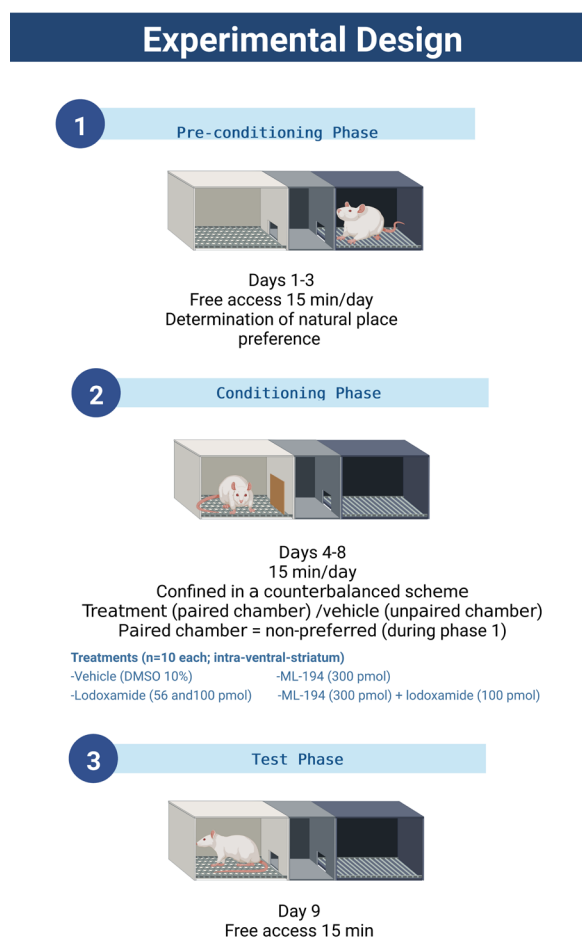 Experimental Design
1
Pre-conditioning Phase
Days 1-3
Free access 15 min/day
Determination of natural place
preference
2
Conditioning Phase
Days 4-8
15 min/day
Confined in a counterbalanced scheme
Treatment (paired chamber) /vehicle (unpaired chamber)
Paired chamber = non-preferred (during phase 1)
Treatments (n=10 each; intra-ventral-striatum)
-Vehicle (DMSO 10%) -ML-194 (300 pmol)
-Lodoxamide (56 and100 pmol) -ML-194 (300 pmol) + lodoxamide (100 pmol)
3
Test Phase
Day 9
Free access 15 min